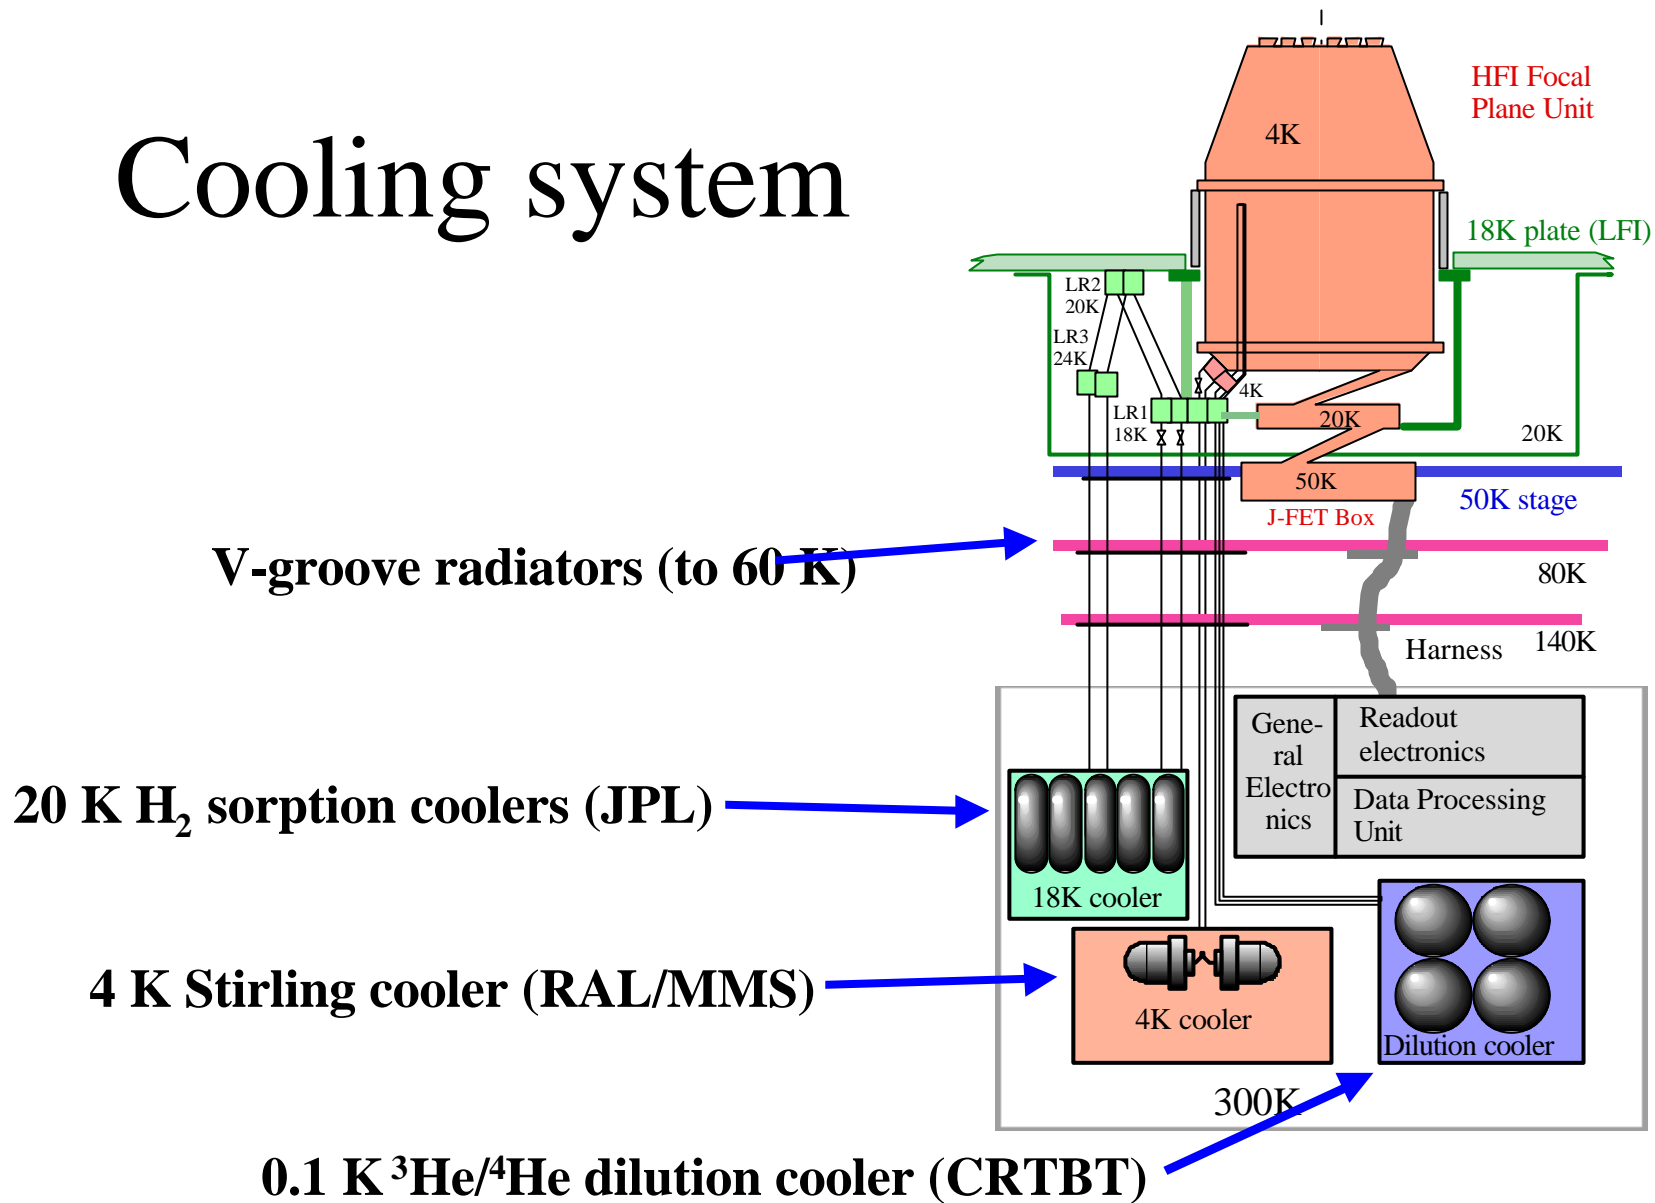 Cooling system
HFI Focal
Plane Unit
4K
18K plate (LFI)
LR2
20K
LR3
24K
4K
LR1
18K
20K
20K
50K
50K stage
J-FET Box
V-groove radiators (to 60 K)
80K
140K
Harness
Gene-
ral
Electro
nics
Readout
electronics
Data Processing
Unit
20 K H₂ sorption coolers (JPL)
18K cooler
4 K Stirling cooler (RAL/MMS)
4K cooler
Dilution cooler
300K
0.1 K ³He/⁴He dilution cooler (CRTBT)